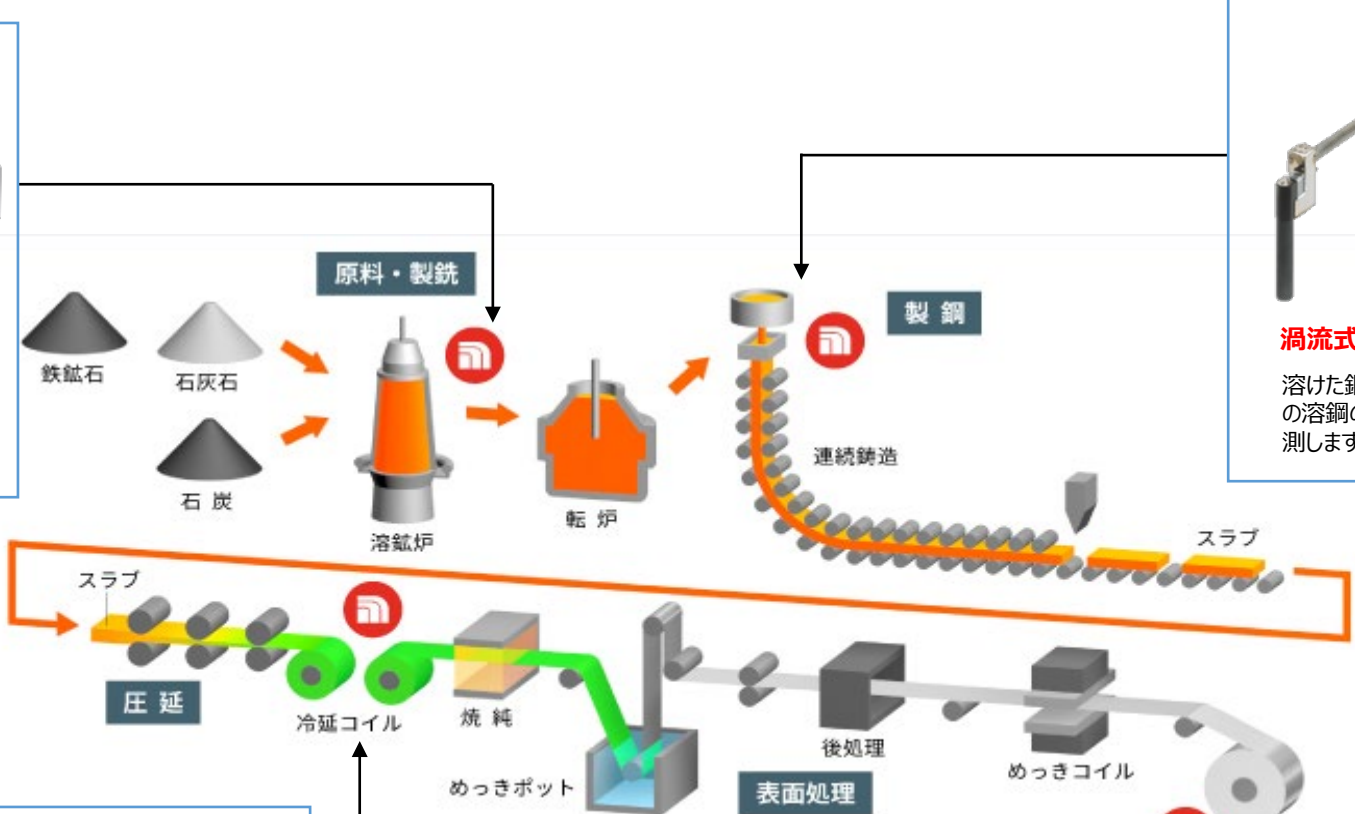 原料・製銑
製 鋼
鉄鉱石
石灰石
石 炭
溶鉱炉
転 炉
連続鋳造
スラブ
渦流式
溶けた
の溶鋼
測します
スラブ
圧 延
冷延コイル
焼 純
めっきポット
表面処理
後処理
めっきコイル